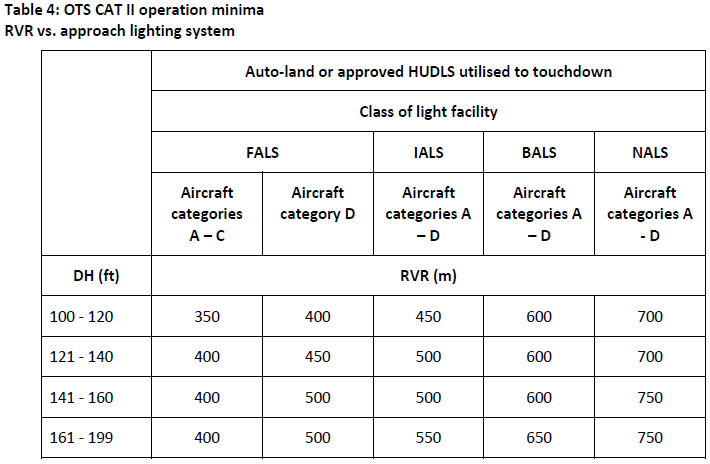 Table 4: OTS CAT II operation minima
RVR vs. approach lighting system
Auto-land or approved HUDLS utilised to touchdown
Class of light facility
FALS IALS BALS NALS
Aircraft categories A – C
Aircraft category D
Aircraft categories A – D
Aircraft categories A – D
Aircraft categories A - D
DH (ft) RVR (m)
100 - 120 350 400 450 600 700
121 - 140 400 450 500 600 700
141 - 160 400 500 500 600 750
161 - 199 400 500 550 650 750